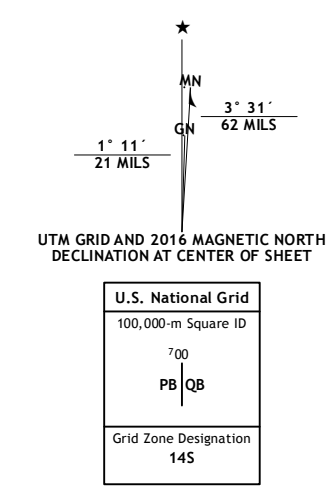 ★
MN
3° 31´
62 MILS
GN
1° 11´
21 MILS
UTM GRID AND 2016 MAGNETIC NORTH
DECLINATION AT CENTER OF SHEET
U.S. National Grid
100,000-m Square ID
⁷00
PB QB
Grid Zone Designation
14S